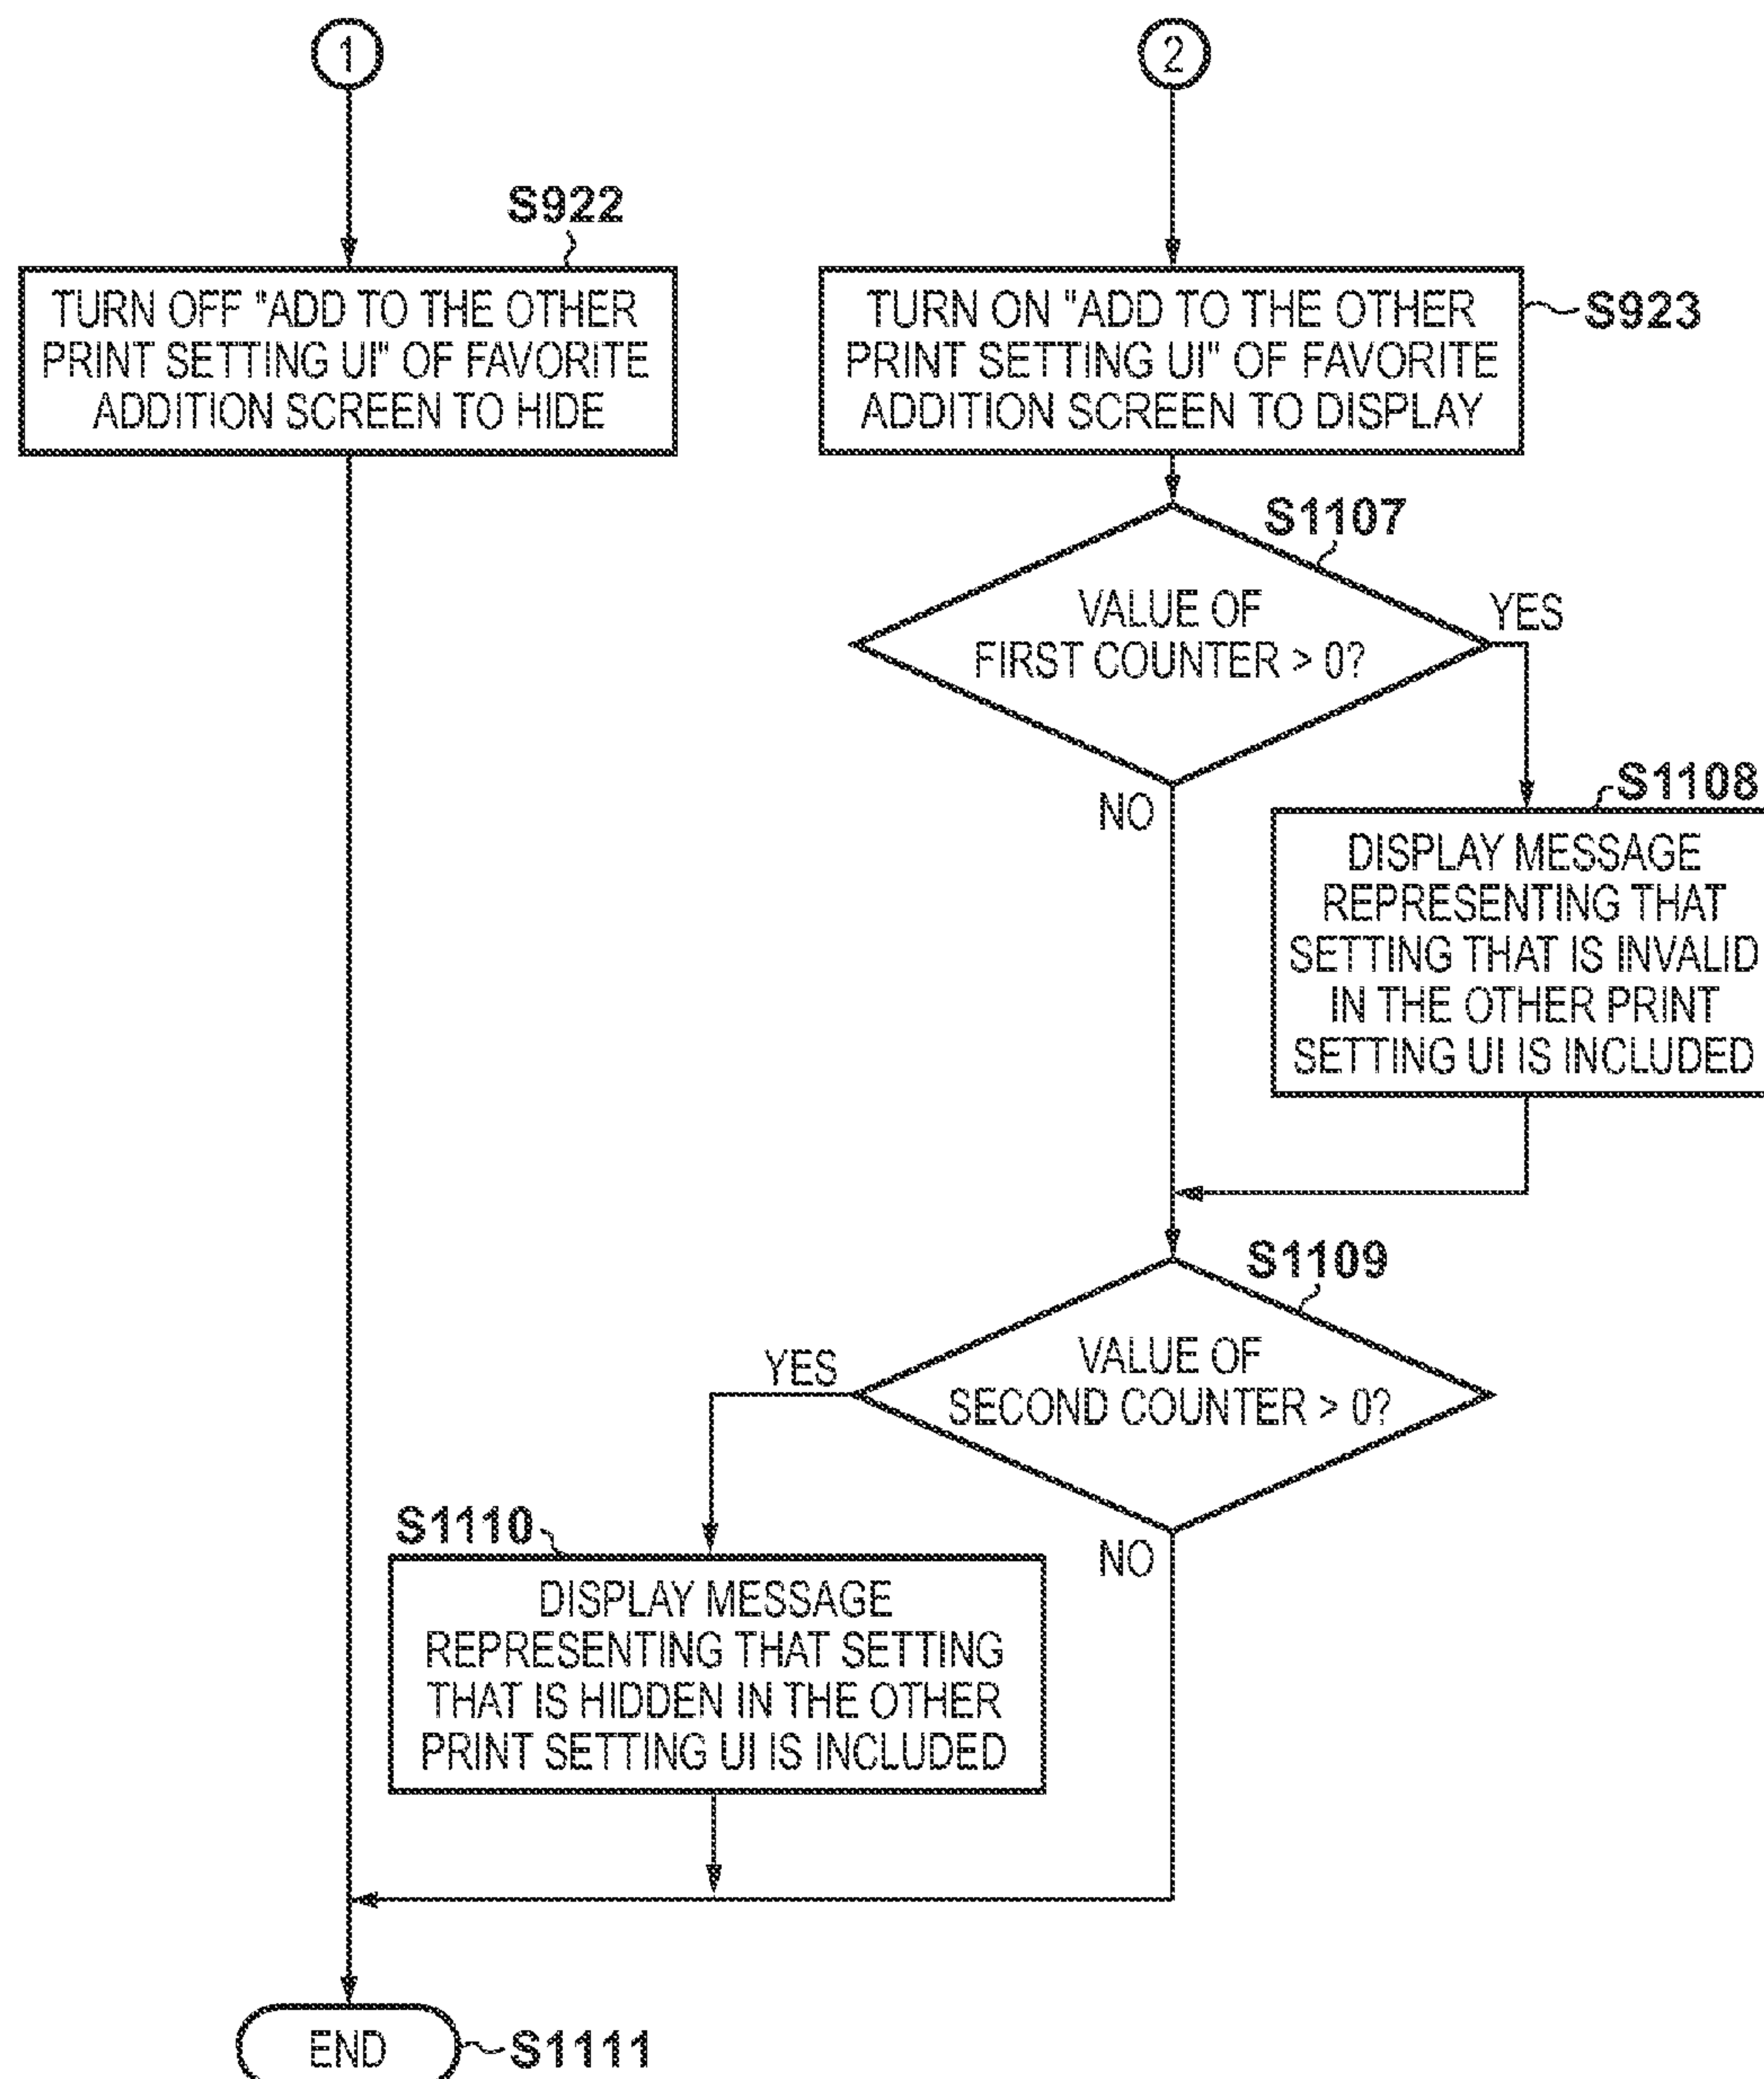 1
2
S922
TURN OFF "ADD TO THE OTHER
PRINT SETTING UI" OF FAVORITE
ADDITION SCREEN TO HIDE
TURN ON "ADD TO THE OTHER
PRINT SETTING UI" OF FAVORITE
ADDITION SCREEN TO DISPLAY
S923
S1107
VALUE OF
FIRST COUNTER > 0?
YES
NO
S1108
DISPLAY MESSAGE
REPRESENTING THAT
SETTING THAT IS INVALID
IN THE OTHER PRINT
SETTING UI IS INCLUDED
S1109
VALUE OF
SECOND COUNTER > 0?
YES
NO
S1110
DISPLAY MESSAGE
REPRESENTING THAT SETTING
THAT IS HIDDEN IN THE OTHER
PRINT SETTING UI IS INCLUDED
END
S1111